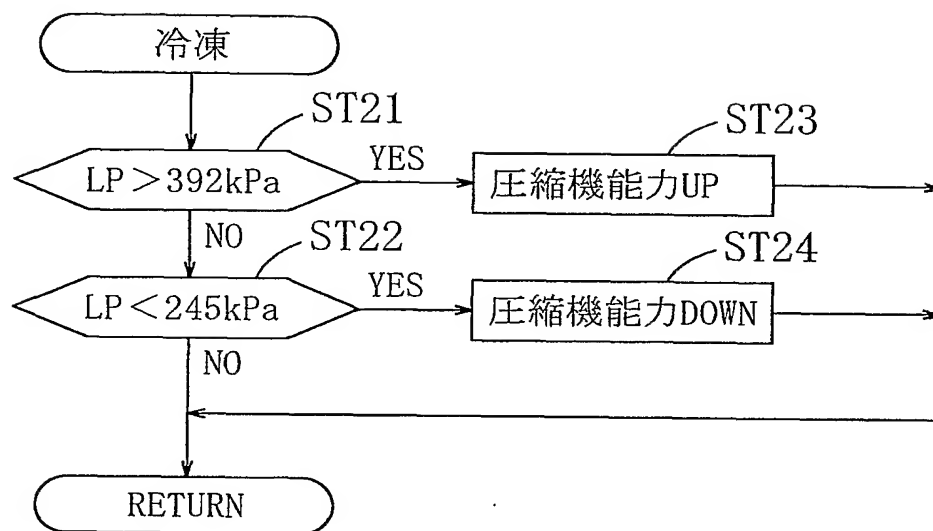 冷凍
ST21
LP＞392kPa
YES
ST23
圧縮機能力UP
NO
ST22
LP＜245kPa
YES
ST24
圧縮機能力DOWN
NO
RETURN